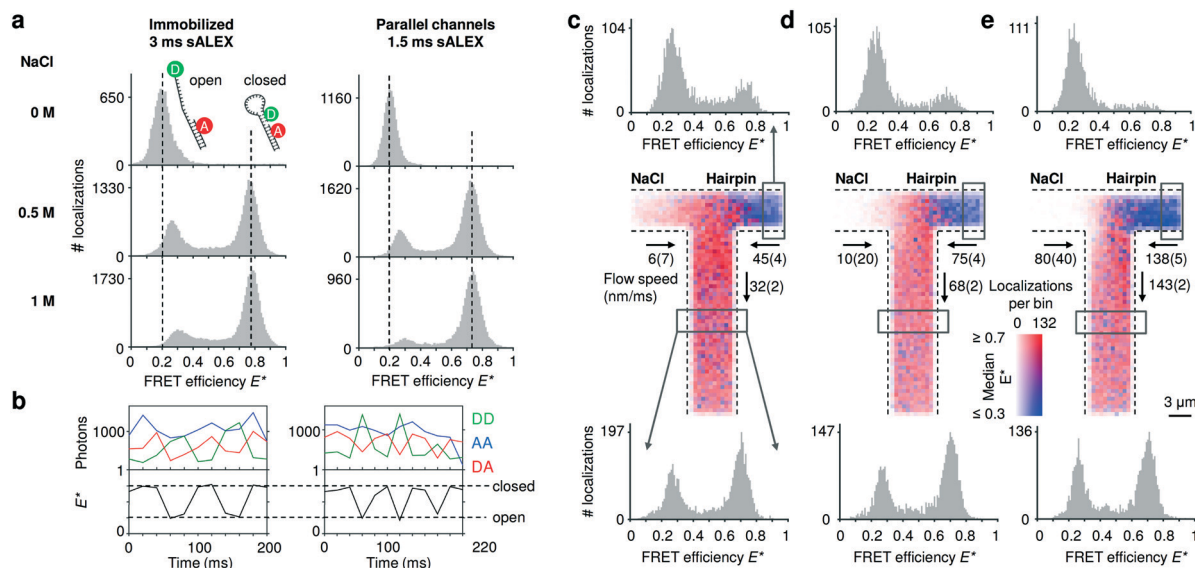 a
Immobilized
3 ms sALEX
Parallel channels
1.5 ms sALEX
NaCl
0 M
0.5 M
1 M
# localizations
650
0
D
A
open
closed
D
A
1160
0
1330
0
1620
0
1730
0
960
0
0 0.2 0.4 0.6 0.8 1
FRET efficiency E*
0 0.2 0.4 0.6 0.8 1
FRET efficiency E*
b
Photons
1000
1
1000
1
DD
AA
DA
E*
0
0
closed
open
0 100 200
Time (ms)
0 100 220
Time (ms)
c
# localizations
104
0
0 0.2 0.4 0.6 0.8 1
FRET efficiency E*
d
105
0
0 0.2 0.4 0.6 0.8 1
FRET efficiency E*
e
111
0
0 0.2 0.4 0.6 0.8 1
FRET efficiency E*
NaCl Hairpin
6(7) 45(4)
Flow speed
(nm/ms)
32(2)
NaCl Hairpin
10(20) 75(4)
68(2)
NaCl Hairpin
80(40) 138(5)
143(2)
Localizations
per bin
0 132
≥ 0.7
Median
E*
≤ 0.3
3 μm
# localizations
197
0
0 0.2 0.4 0.6 0.8 1
FRET efficiency E*
147
0
0 0.2 0.4 0.6 0.8 1
FRET efficiency E*
136
0
0 0.2 0.4 0.6 0.8 1
FRET efficiency E*